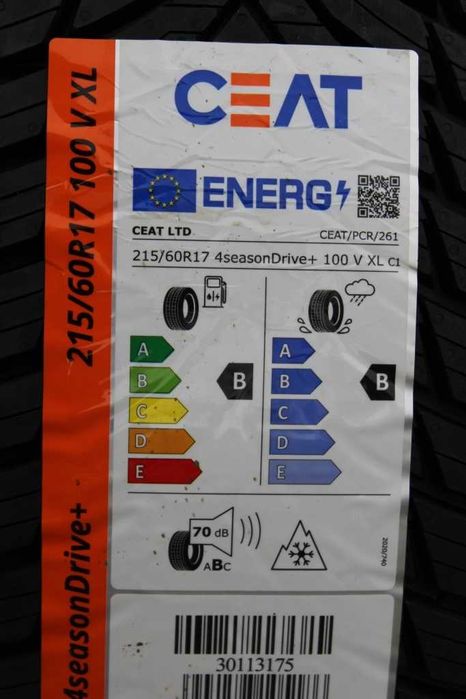 215/60R17 100 V XL
4seasonDrive+
CEAT
ENERG
CEAT LTD
CEAT/PCR/261
215/60R17 4seasonDrive+ 100 V XL C1
A
B
C
D
E
B
A
B
C
D
E
B
70 dB
ABC
2020/740
30113175